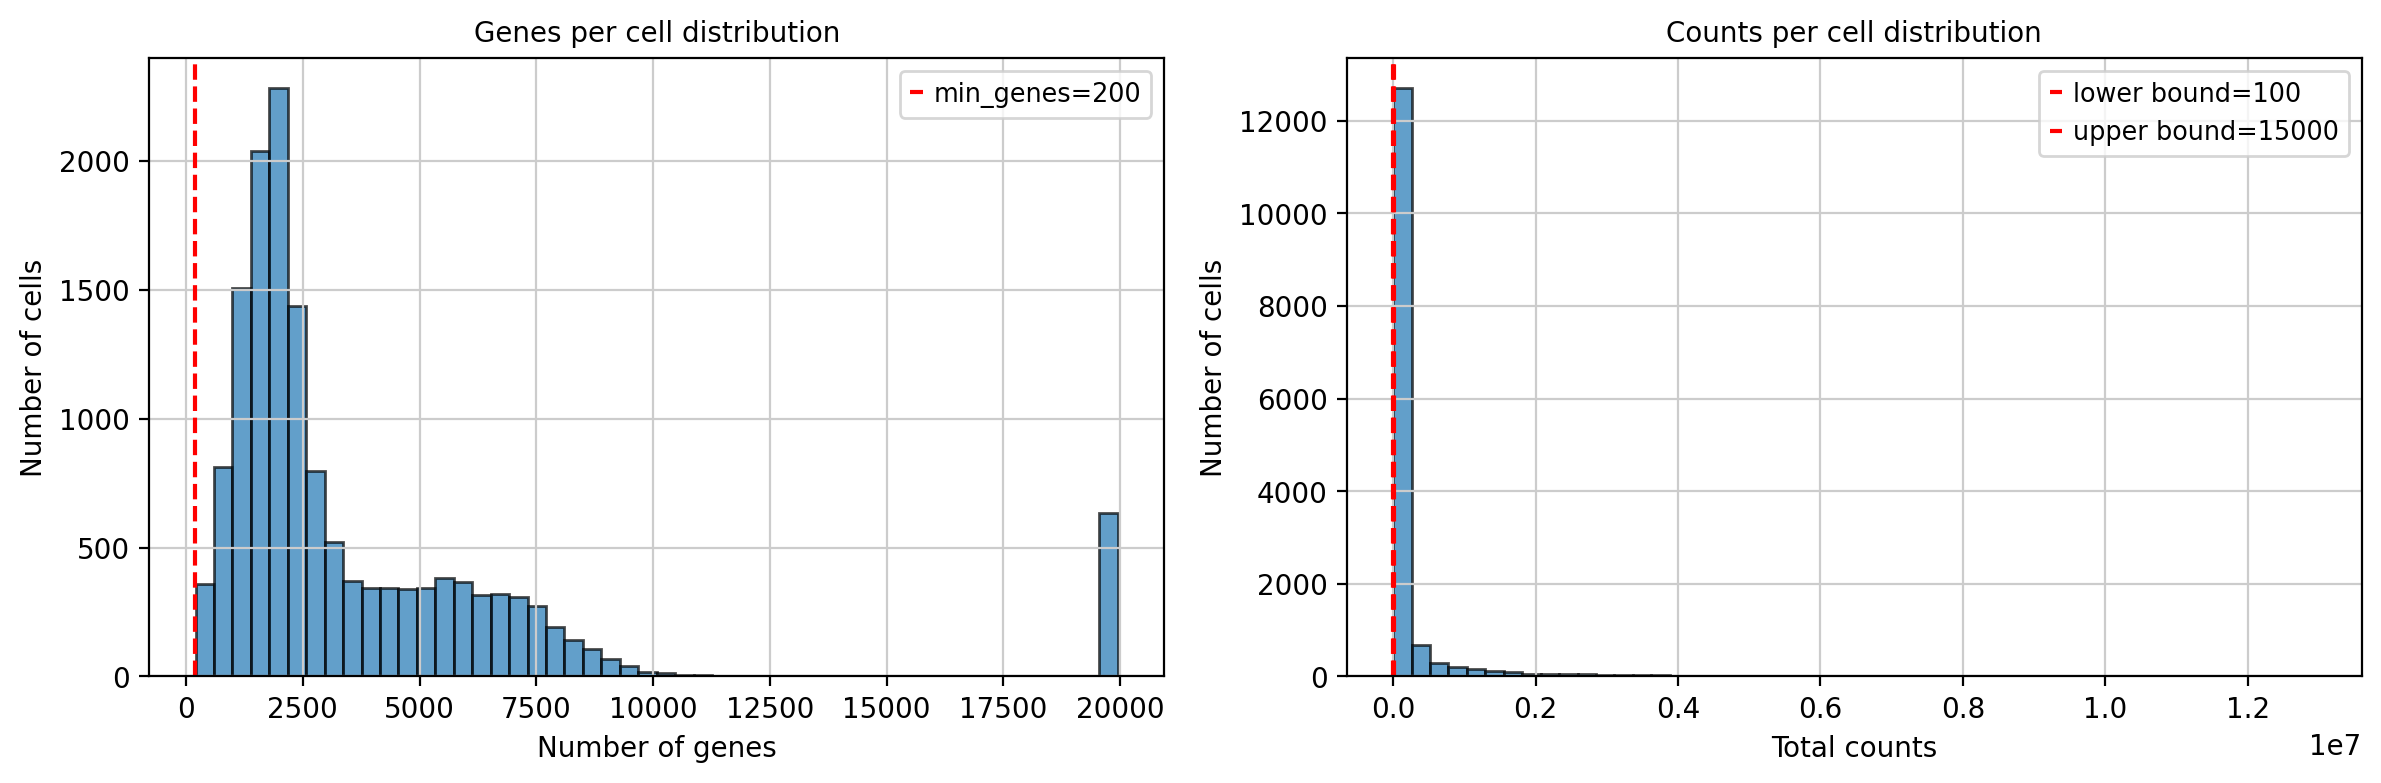 Genes per cell distribution
Number of cells
2000
1500
1000
500
0
min_genes=200
0 2500 5000 7500 10000 12500 15000 17500 20000
Number of genes
Counts per cell distribution
Number of cells
12000
10000
8000
6000
4000
2000
0
lower bound=100
upper bound=15000
0.0 0.2 0.4 0.6 0.8 1.0 1.2
Total counts
1e7